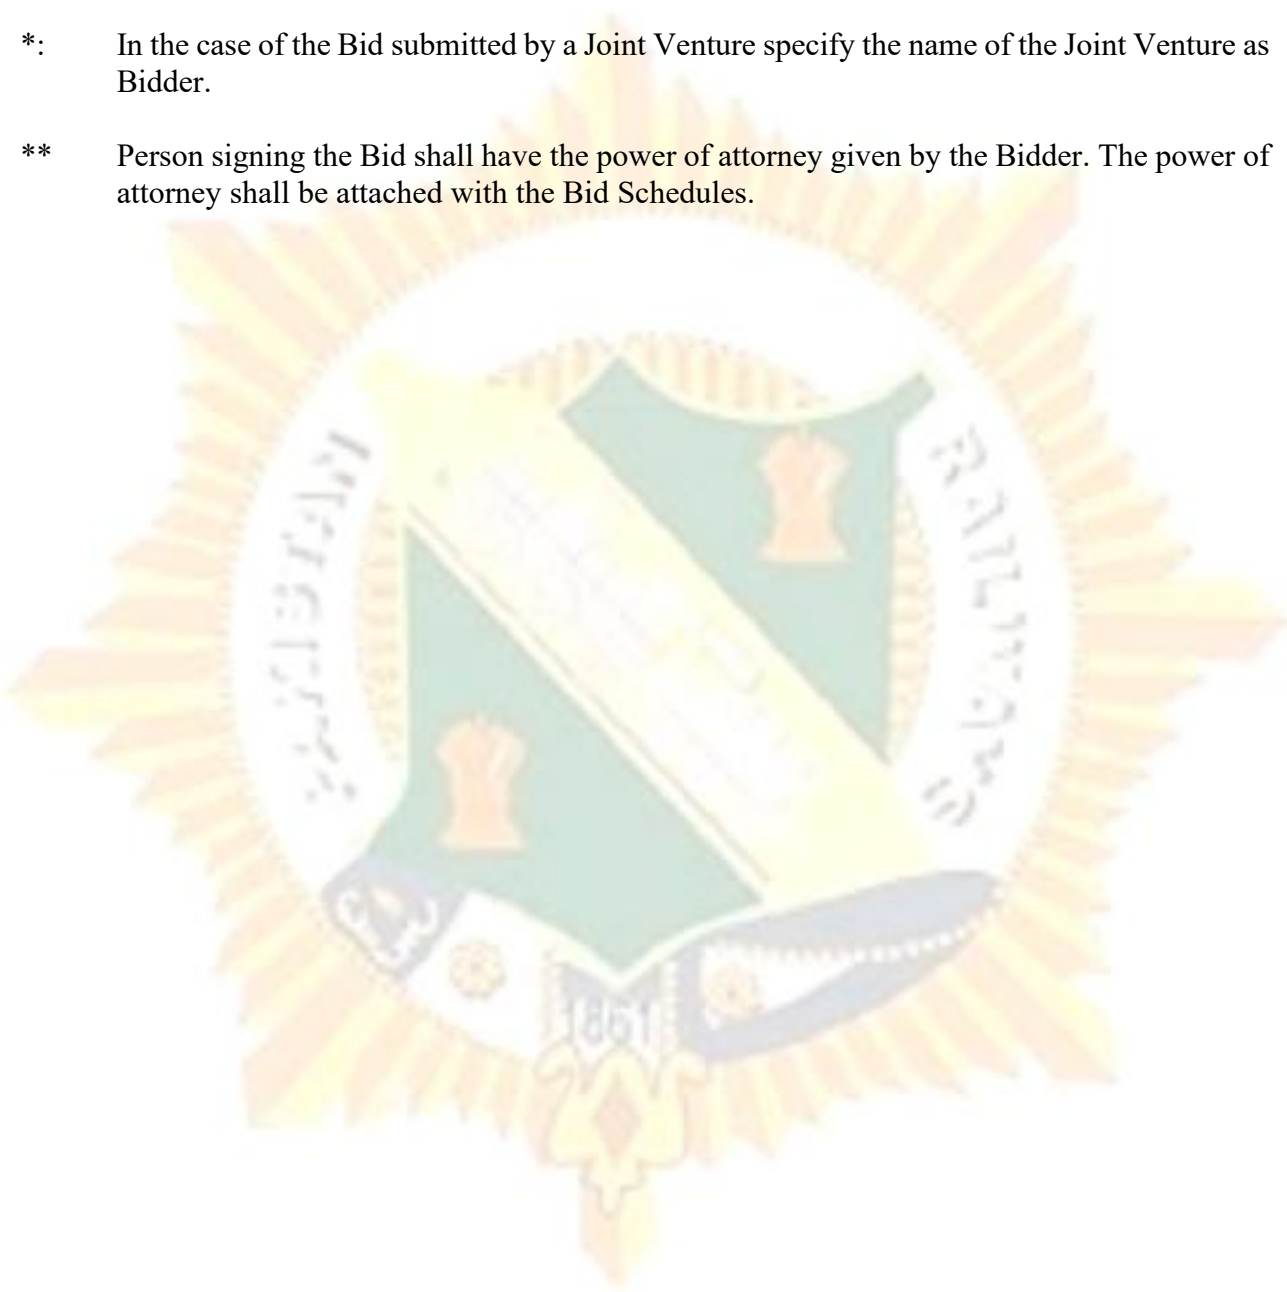 *: In the case of the Bid submitted by a Joint Venture specify the name of the Joint Venture as
Bidder.
** Person signing the Bid shall have the power of attorney given by the Bidder. The power of
attorney shall be attached with the Bid Schedules.
PAKISTAN
RAILWAYS
1861